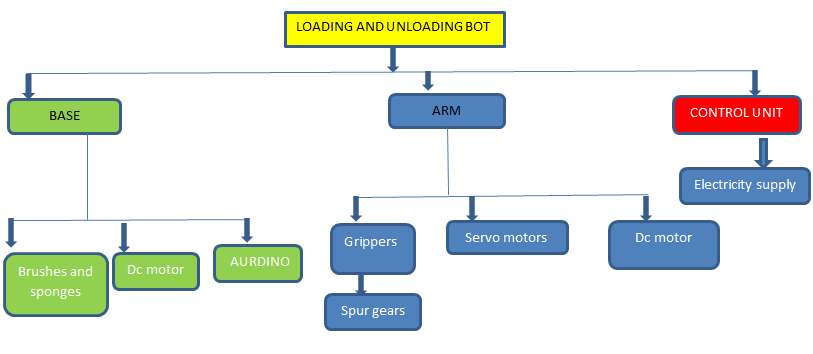 LOADING AND UNLOADING BOT
BASE
ARM
CONTROL UNIT
Electricity supply
Grippers
Servo motors
Dc motor
Brushes and
sponges
Dc motor
AURDINO
Spur gears